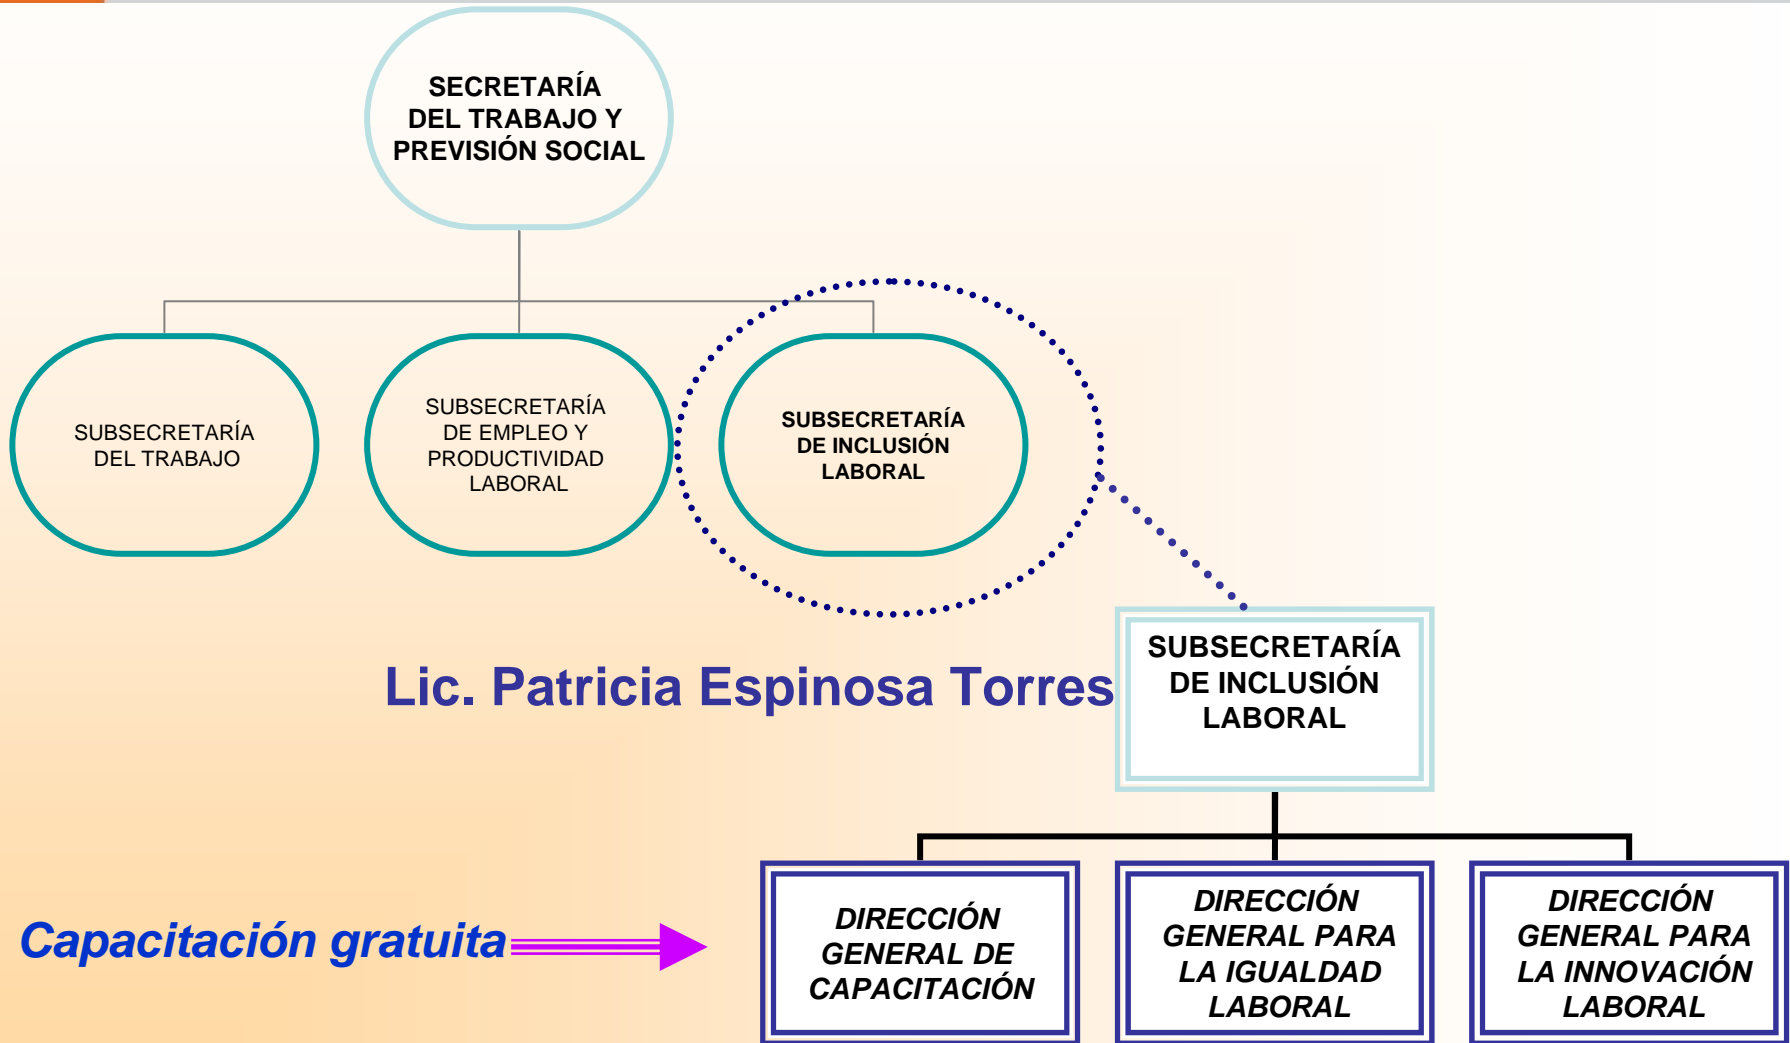 SECRETARÍA
DEL TRABAJO Y
PREVISIÓN SOCIAL
SUBSECRETARÍA
DEL TRABAJO
SUBSECRETARÍA
DE EMPLEO Y
PRODUCTIVIDAD
LABORAL
SUBSECRETARÍA
DE INCLUSIÓN
LABORAL
Lic. Patricia Espinosa Torres
SUBSECRETARÍA
DE INCLUSIÓN
LABORAL
Capacitación gratuita
DIRECCIÓN
GENERAL DE
CAPACITACIÓN
DIRECCIÓN
GENERAL PARA
LA IGUALDAD
LABORAL
DIRECCIÓN
GENERAL PARA
LA INNOVACIÓN
LABORAL